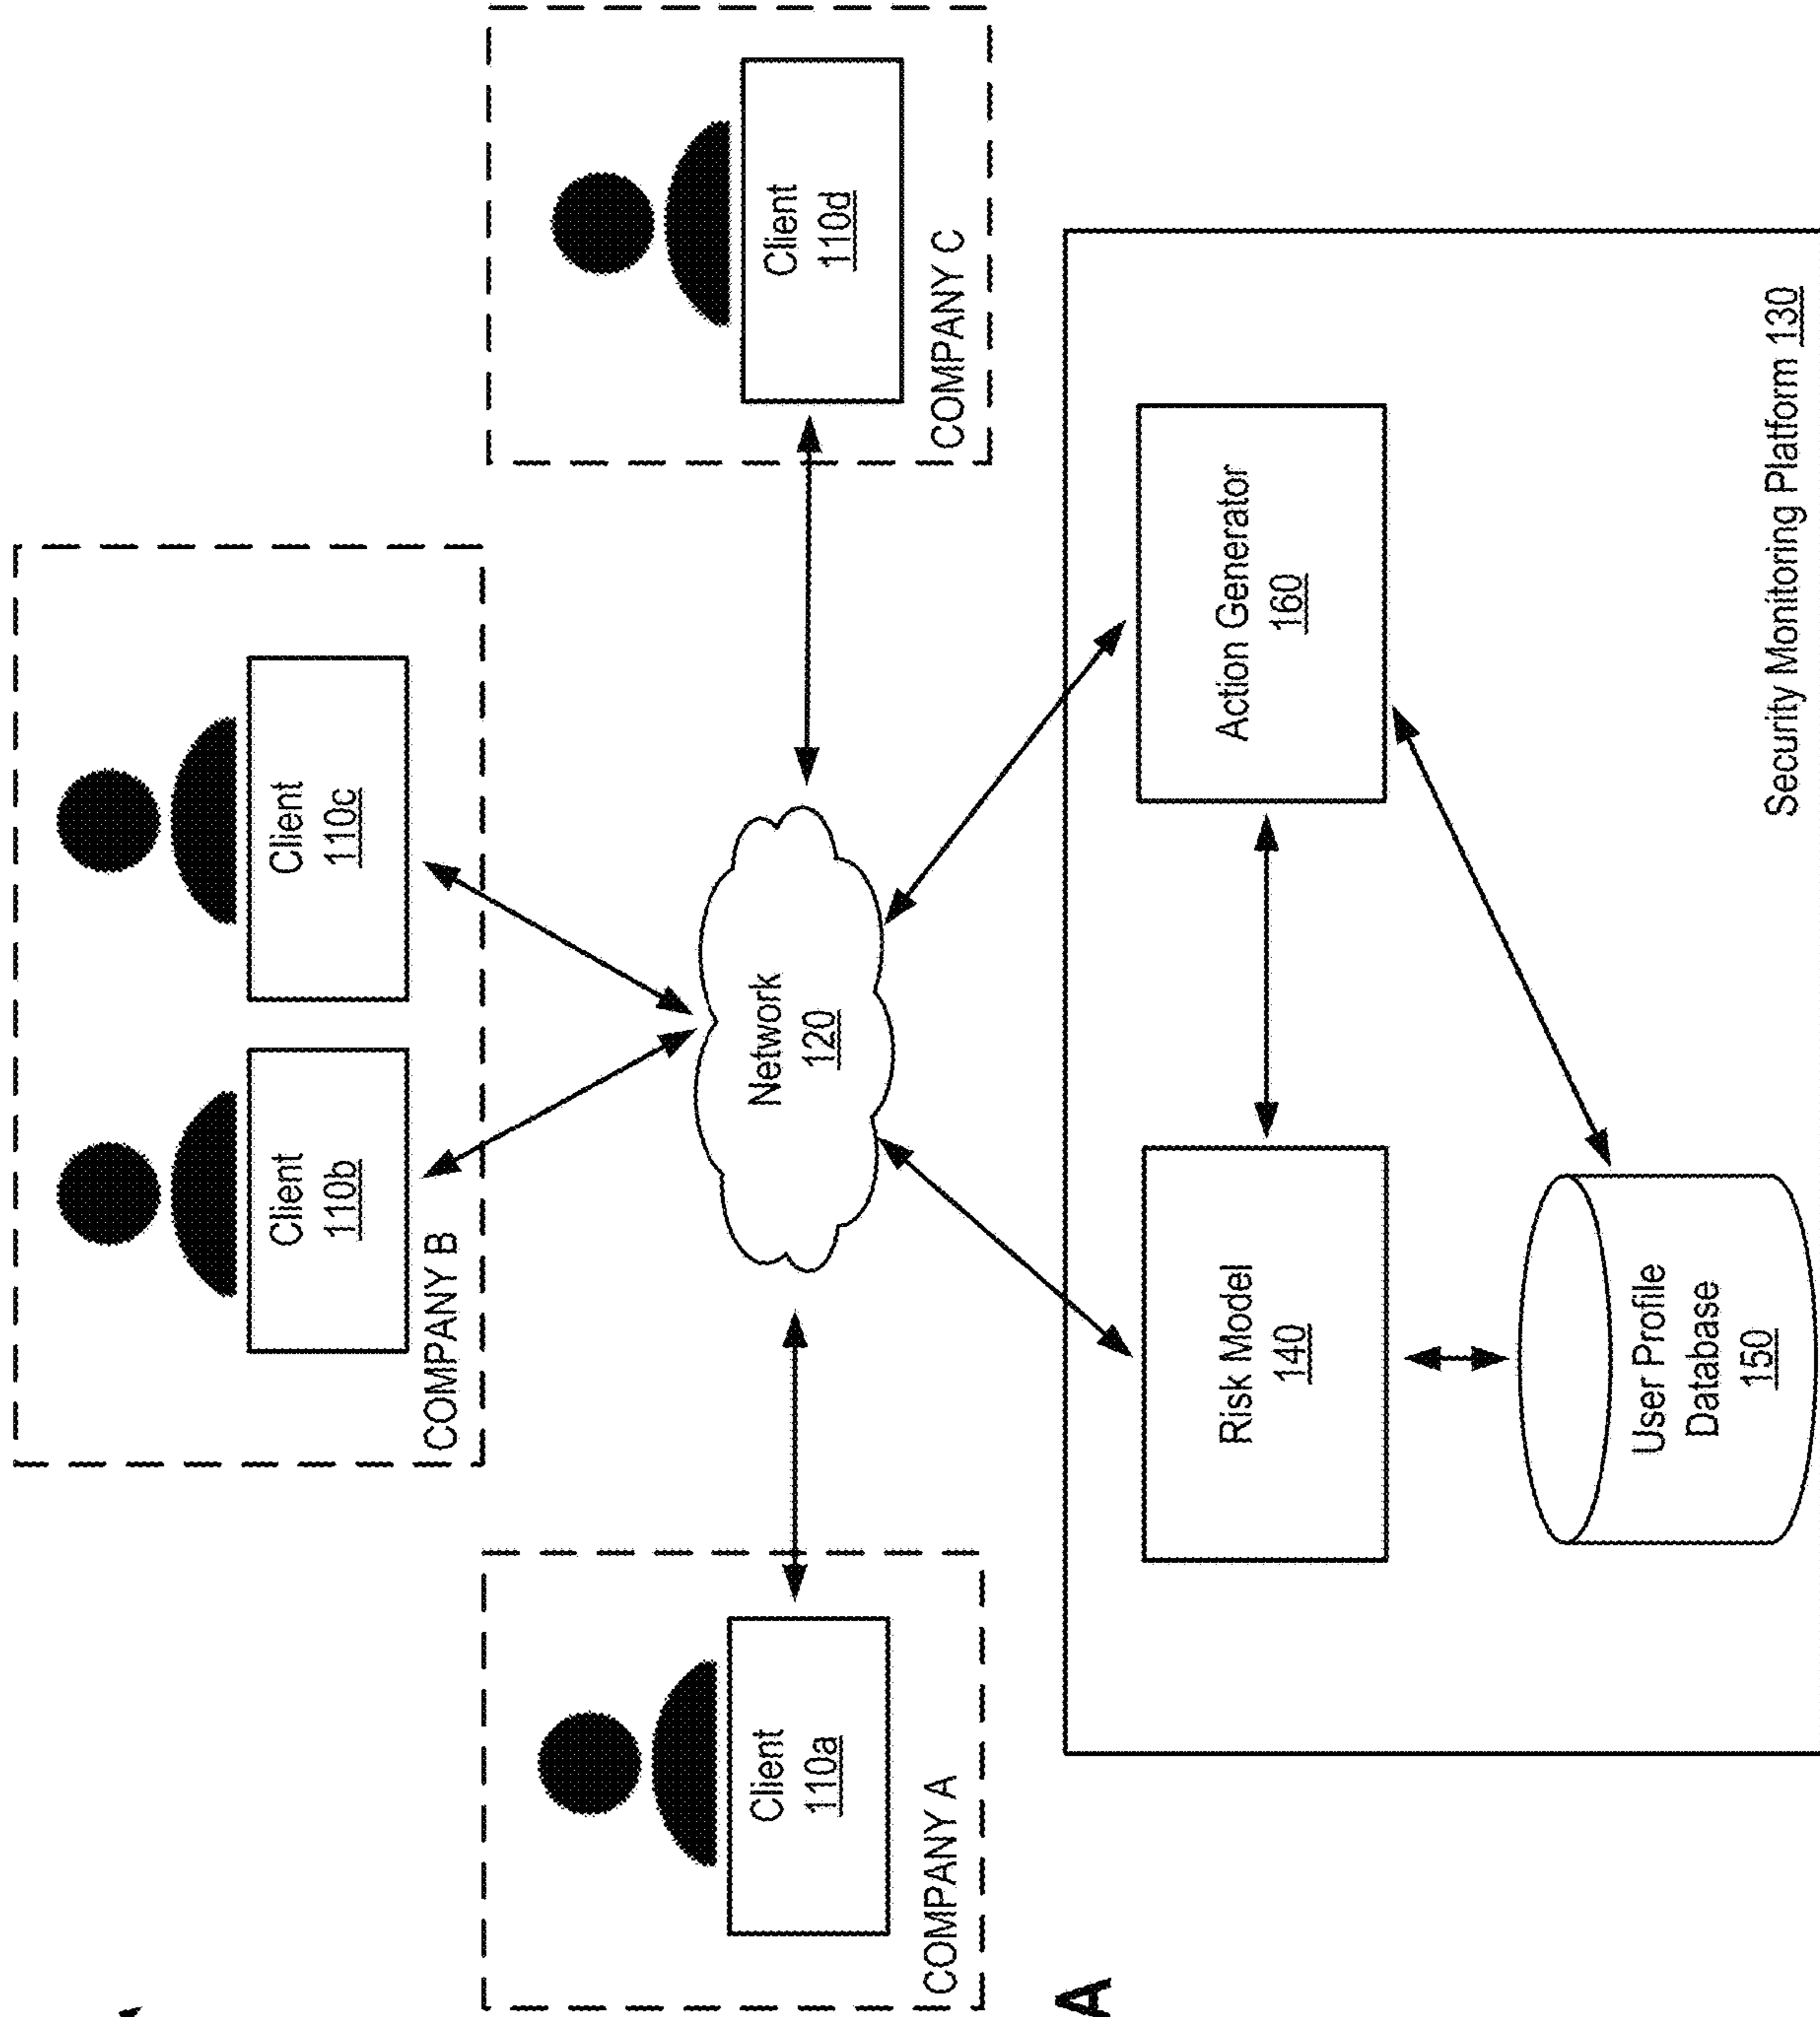 Client
110b
Client
110c
COMPANY B
Client
110a
COMPANY A
Network
120
Client
110d
COMPANY C
Risk Model
140
Action Generator
160
User Profile
Database
150
Security Monitoring Platform 130
A